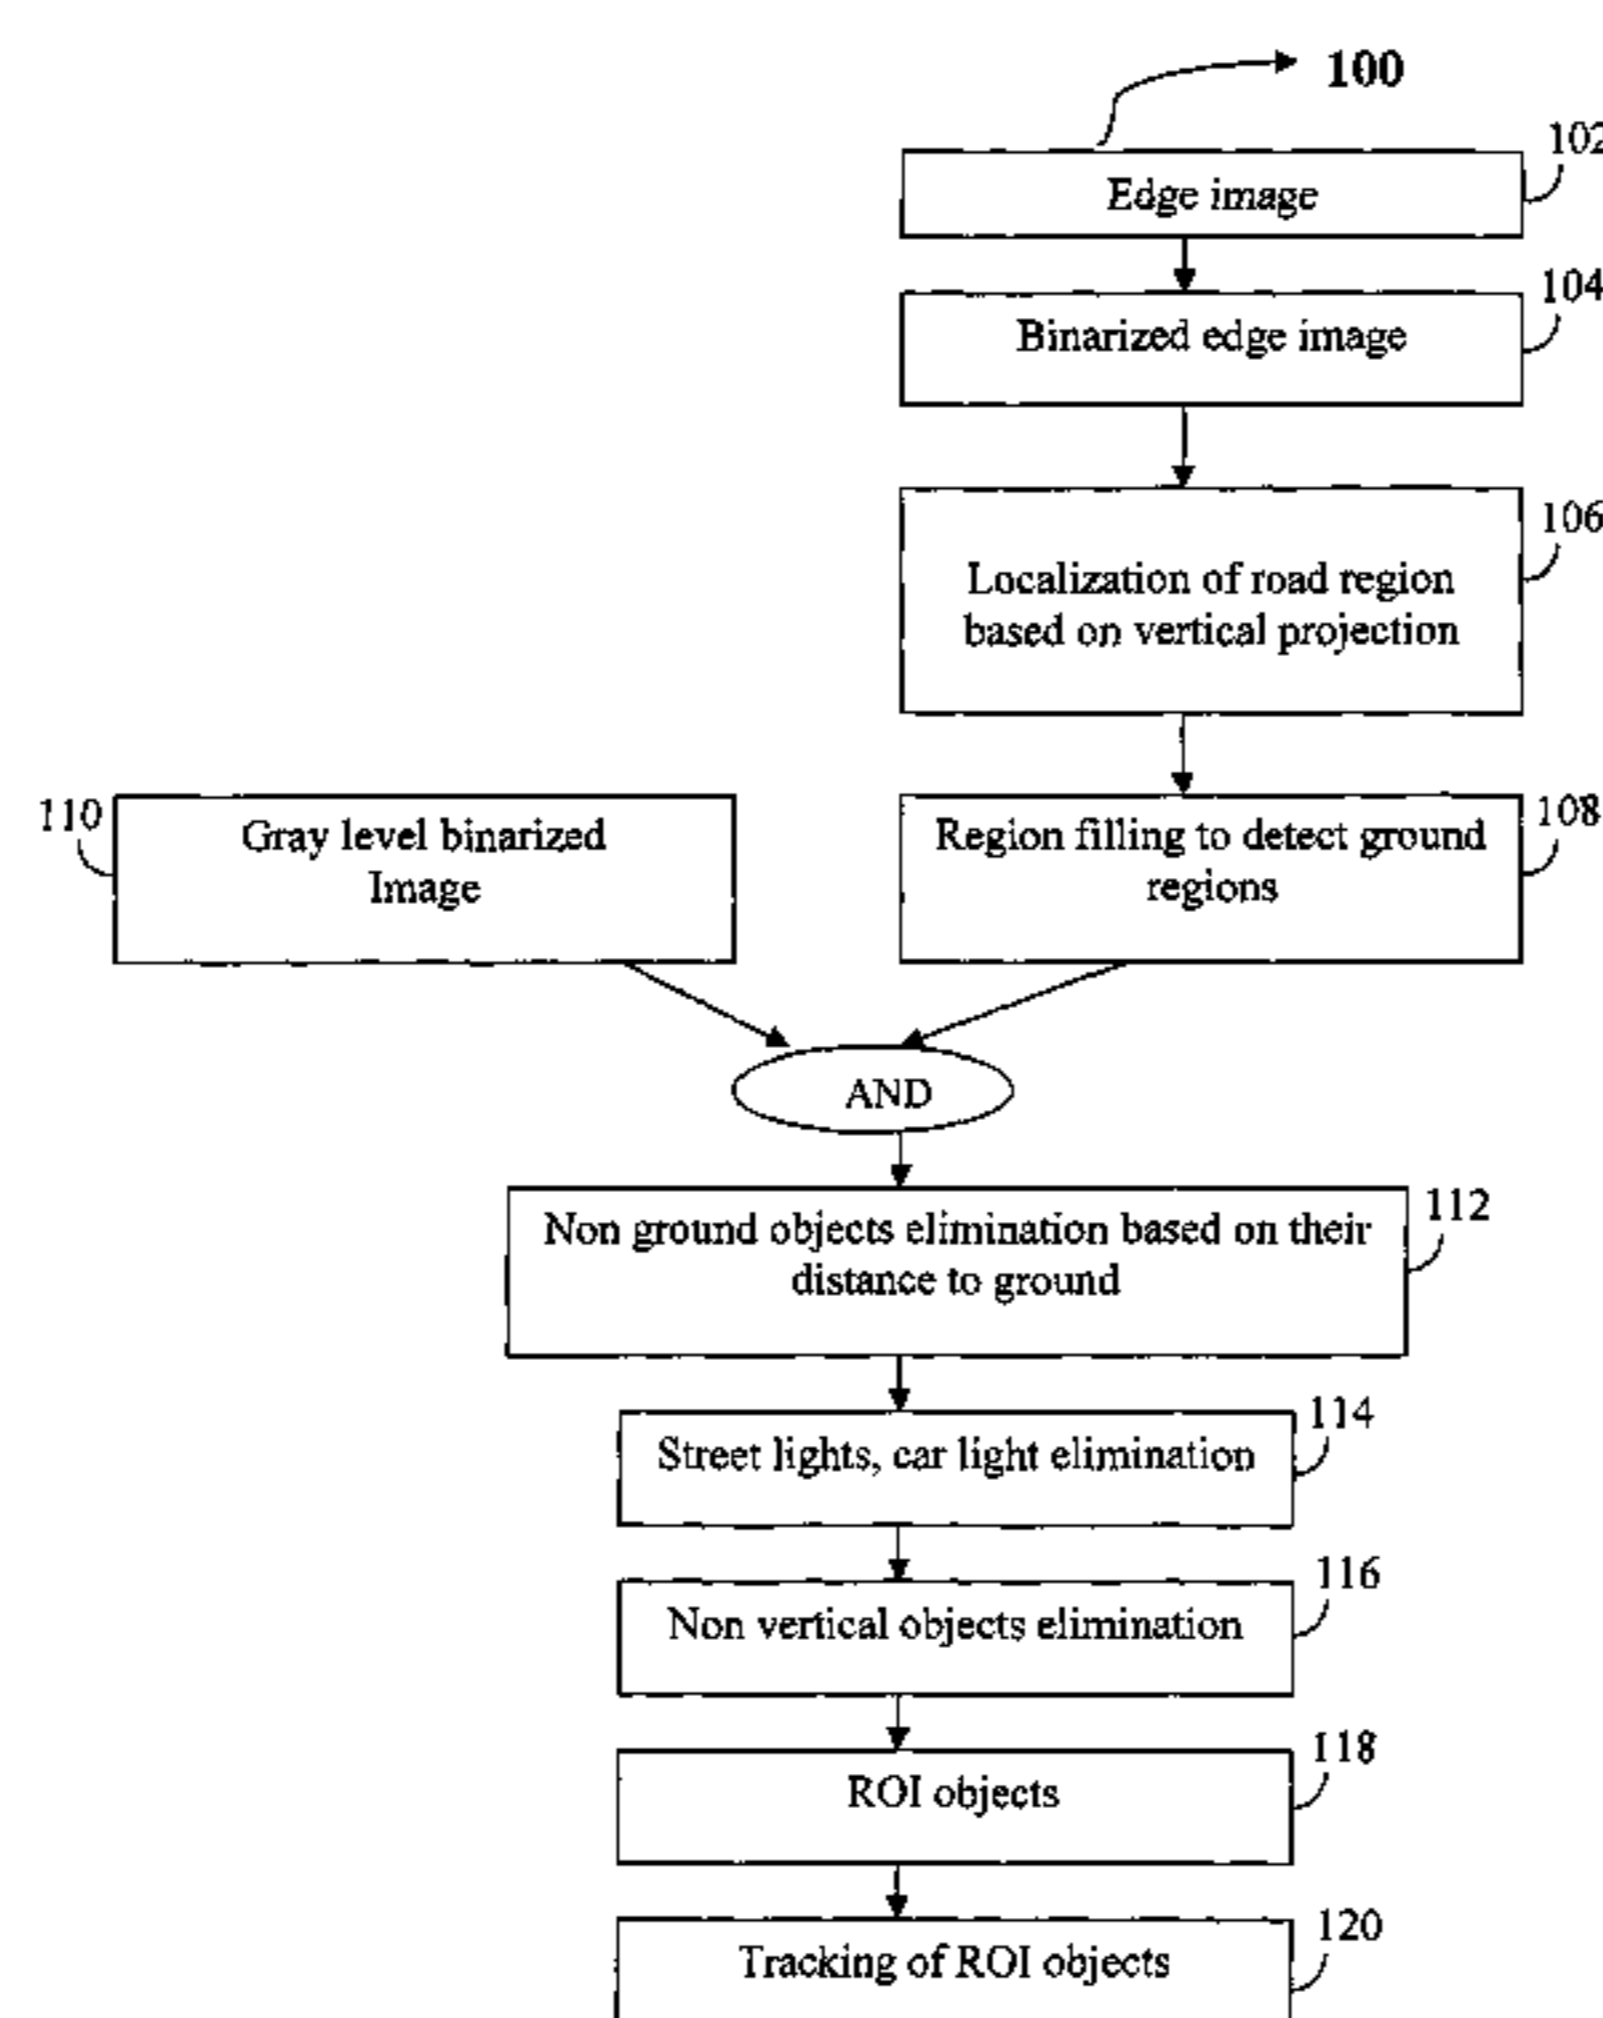 100
102
Edge image
104
Binarized edge image
106
Localization of road region
based on vertical projection
110
Gray level binarized
Image
108
Region filling to detect ground
regions
AND
112
Non ground objects elimination based on their
distance to ground
114
Street lights, car light elimination
116
Non vertical objects elimination
118
ROI objects
120
Tracking of ROI objects